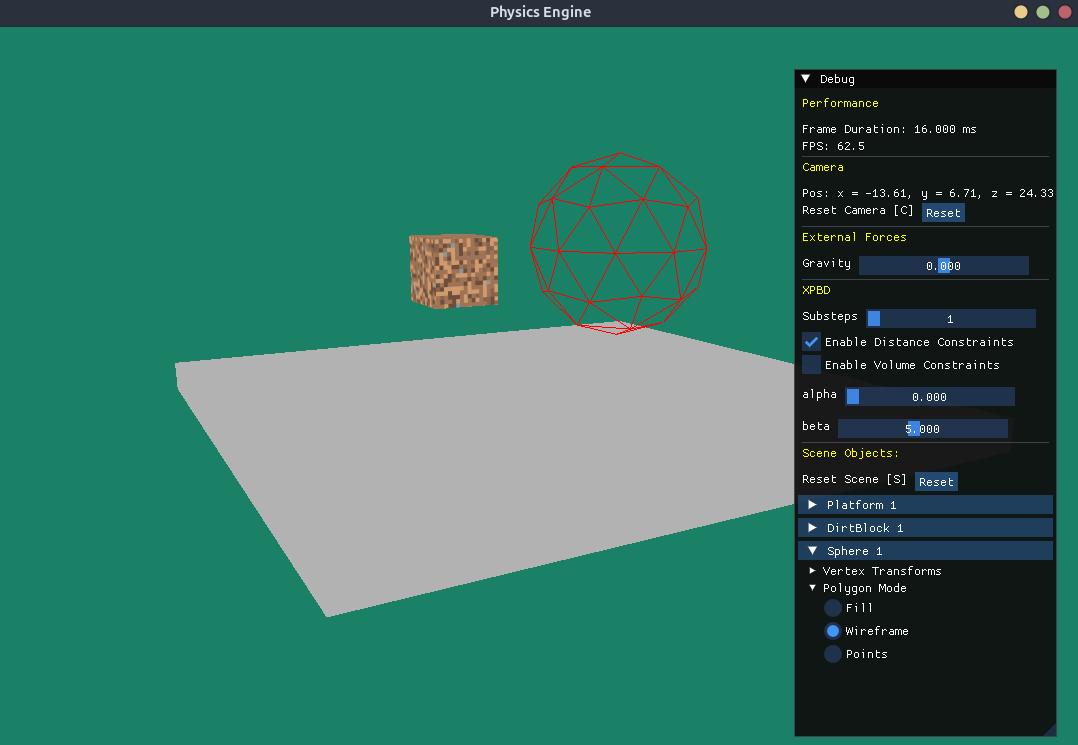 Physics Engine
Debug
Performance
Frame Duration: 16.000 ms
FPS: 62.5
Camera
Pos: x = -13.61, y = 6.71, z = 24.33
Reset Camera [C] Reset
External Forces
Gravity 0.000
XPBD
Substeps 1
Enable Distance Constraints
Enable Volume Constraints
alpha 0.000
beta 5.000
Scene Objects:
Reset Scene [S] Reset
Platform 1
DirtBlock 1
Sphere 1
Vertex Transforms
Polygon Mode
Fill
Wireframe
Points